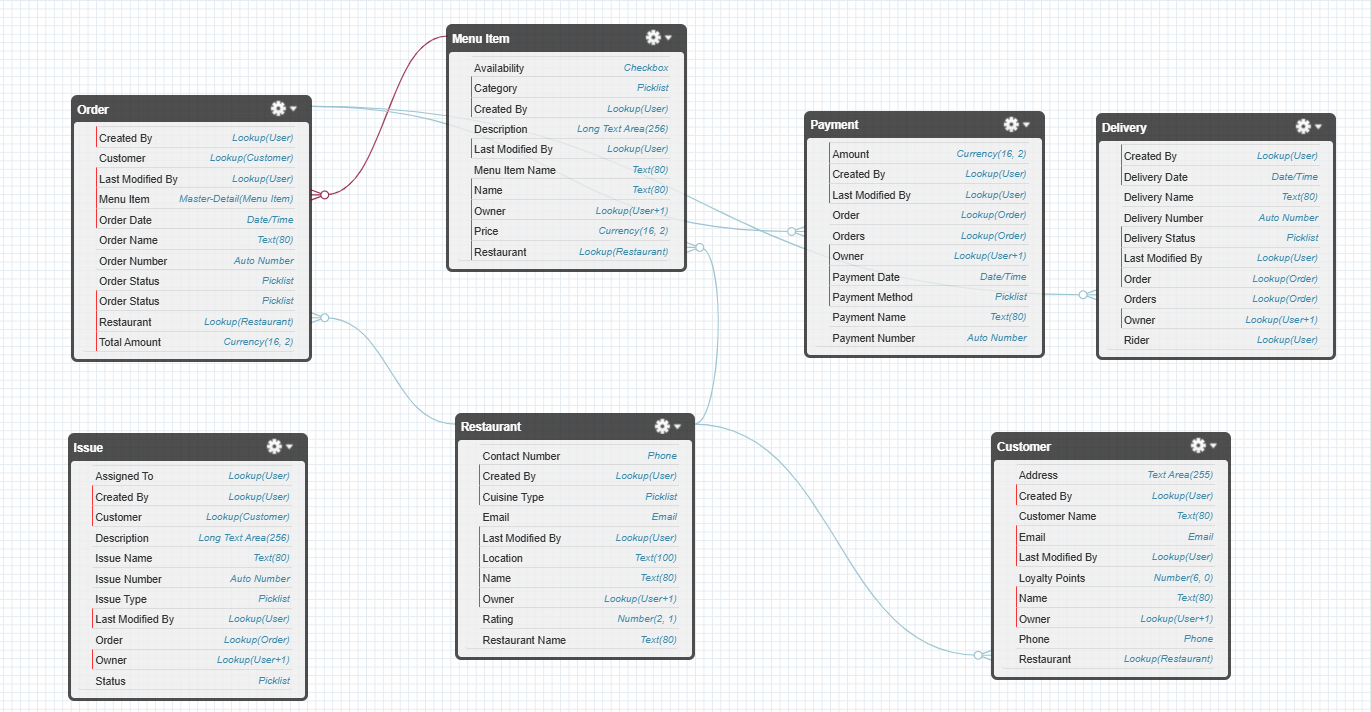 Order
Created By Lookup(User)
Customer Lookup(Customer)
Last Modified By Lookup(User)
Menu Item Master-Detail(Menu Item)
Order Date Date/Time
Order Name Text(80)
Order Number Auto Number
Order Status Picklist
Order Status Picklist
Restaurant Lookup(Restaurant)
Total Amount Currency(16, 2)
Menu Item
Availability Checkbox
Category Picklist
Created By Lookup(User)
Description Long Text Area(256)
Last Modified By Lookup(User)
Menu Item Name Text(80)
Name Text(80)
Owner Lookup(User+1)
Price Currency(16, 2)
Restaurant Lookup(Restaurant)
Payment
Amount Currency(16, 2)
Created By Lookup(User)
Last Modified By Lookup(User)
Order Lookup(Order)
Orders Lookup(Order)
Owner Lookup(User+1)
Payment Date Date/Time
Payment Method Picklist
Payment Name Text(80)
Payment Number Auto Number
Delivery
Created By Lookup(User)
Delivery Date Date/Time
Delivery Name Text(80)
Delivery Number Auto Number
Delivery Status Picklist
Last Modified By Lookup(User)
Order Lookup(Order)
Orders Lookup(Order)
Owner Lookup(User+1)
Rider Lookup(User)
Issue
Assigned To Lookup(User)
Created By Lookup(User)
Customer Lookup(Customer)
Description Long Text Area(256)
Issue Name Text(80)
Issue Number Auto Number
Issue Type Picklist
Last Modified By Lookup(User)
Order Lookup(Order)
Owner Lookup(User+1)
Status Picklist
Restaurant
Contact Number Phone
Created By Lookup(User)
Cuisine Type Picklist
Email Email
Last Modified By Lookup(User)
Location Text(100)
Name Text(80)
Owner Lookup(User+1)
Rating Number(2, 1)
Restaurant Name Text(80)
Customer
Address Text Area(255)
Created By Lookup(User)
Customer Name Text(80)
Email Email
Last Modified By Lookup(User)
Loyalty Points Number(6, 0)
Name Text(80)
Owner Lookup(User+1)
Phone Phone
Restaurant Lookup(Restaurant)